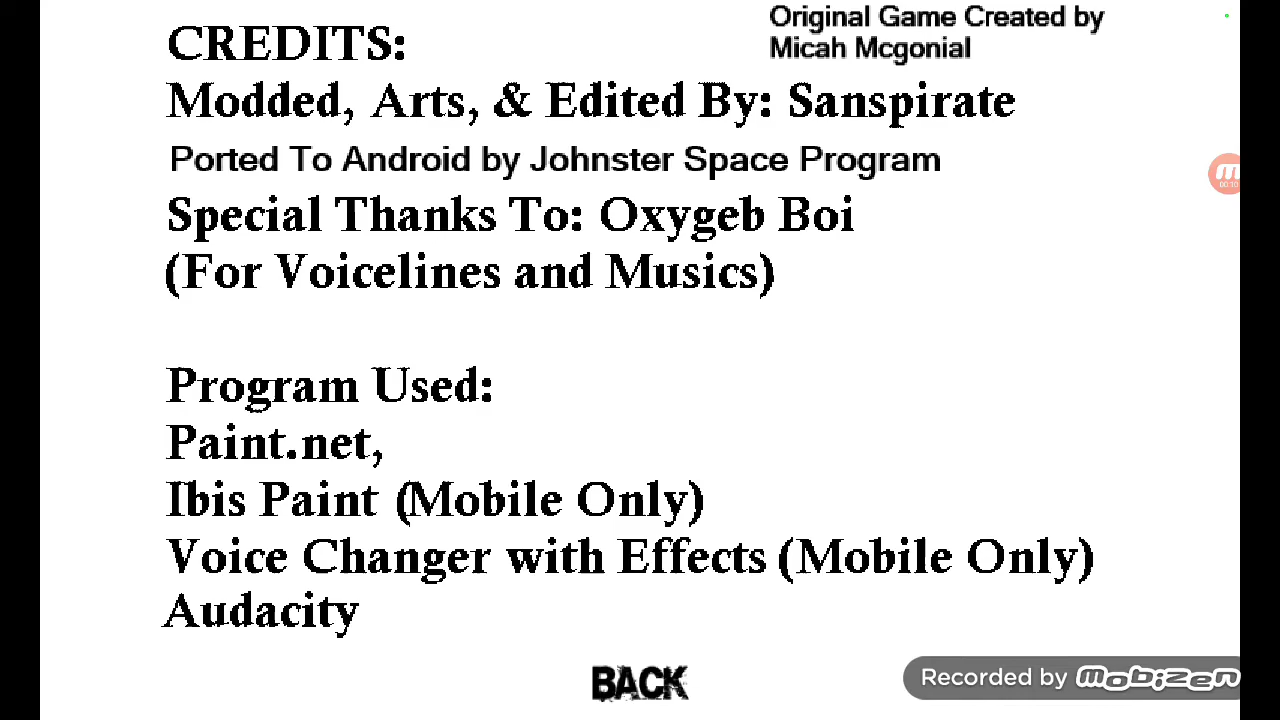 Original Game Created by
Micah Mcgonial
CREDITS:
Modded, Arts, & Edited By: Sanspirate
Ported To Android by Johnster Space Program
Special Thanks To: Oxygeb Boi
(For Voicelines and Musics)
Program Used:
Paint.net,
Ibis Paint (Mobile Only)
Voice Changer with Effects (Mobile Only)
Audacity
BACK
Recorded by mobizen
00:10